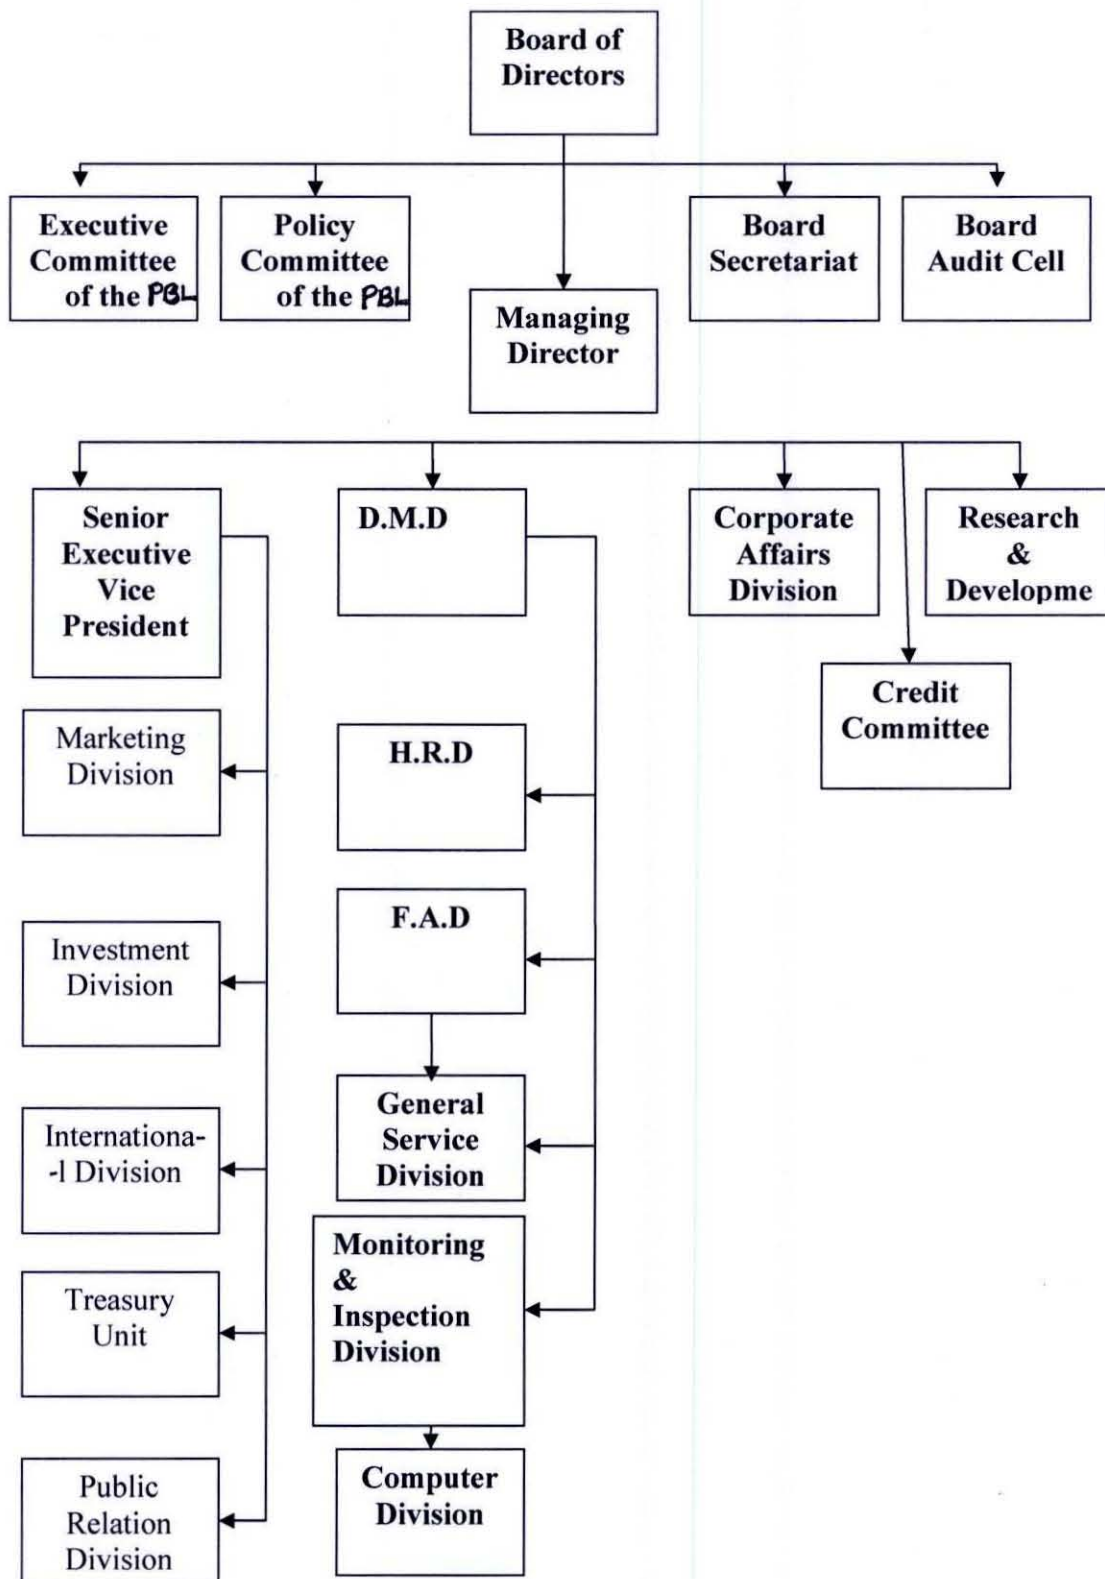 Board of
Directors
Executive
Committee
of the PBL
Policy
Committee
of the PBL
Board
Secretariat
Board
Audit Cell
Managing
Director
Senior
Executive
Vice
President
D.M.D
Corporate
Affairs
Division
Research
&
Developme
Credit
Committee
Marketing
Division
H.R.D
F.A.D
Investment
Division
General
Service
Division
Internationa-
-l Division
Monitoring
&
Inspection
Division
Treasury
Unit
Computer
Division
Public
Relation
Division